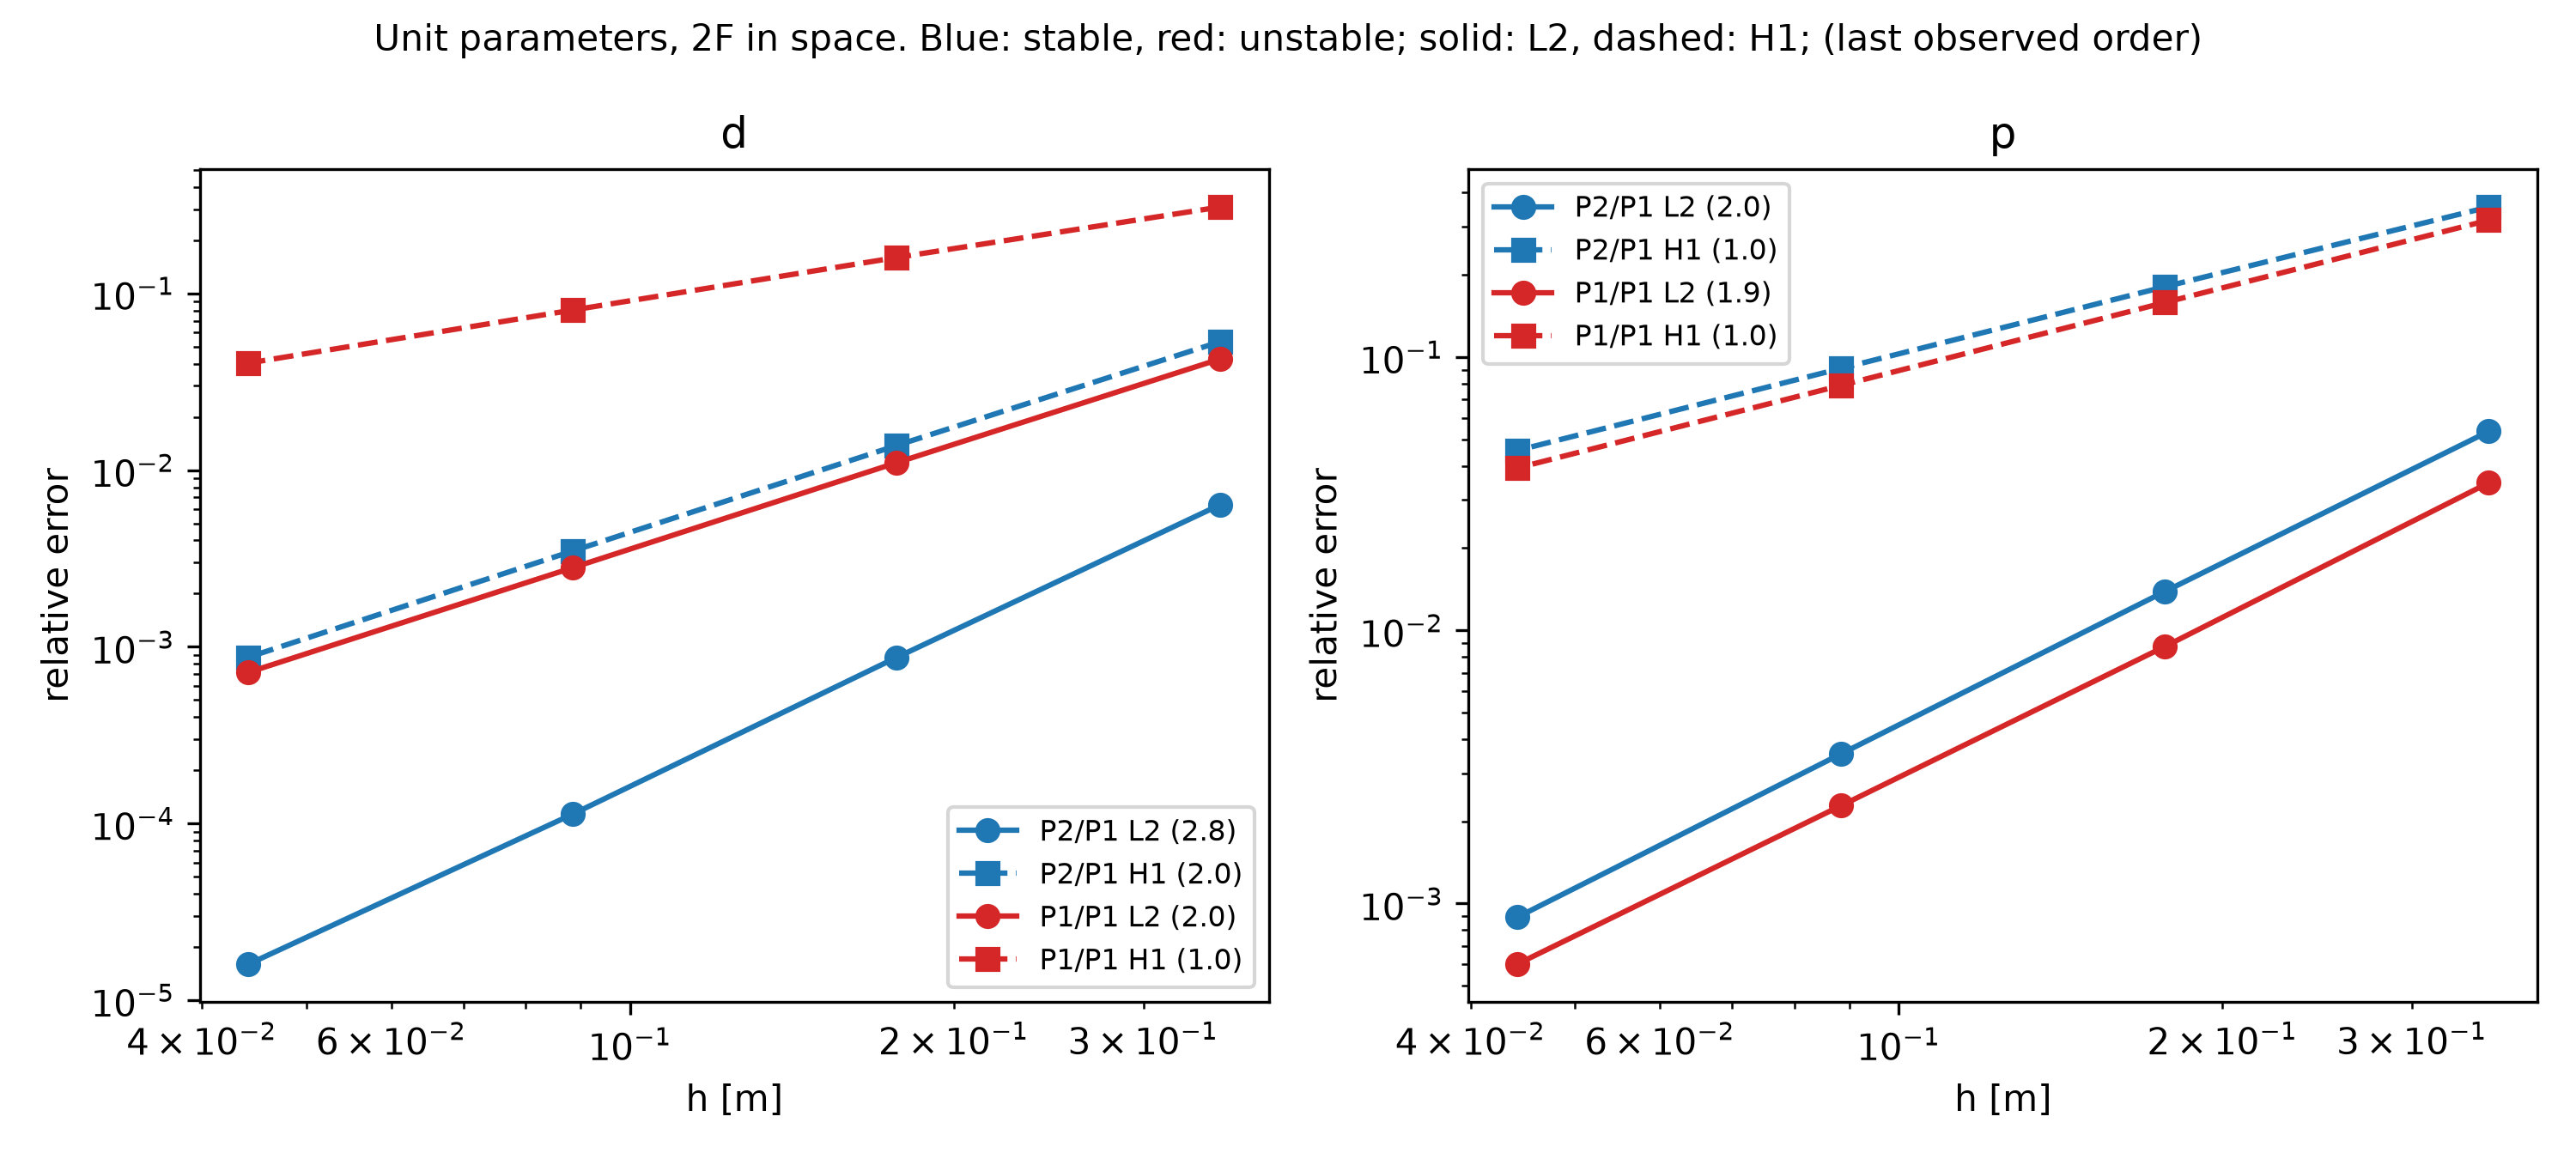 Unit parameters, 2F in space. Blue: stable, red: unstable; solid: L2, dashed: H1; (last observed order)
d
relative error
10⁻¹
10⁻²
10⁻³
10⁻⁴
10⁻⁵
4 × 10⁻²
6 × 10⁻²
10⁻¹
2 × 10⁻¹
3 × 10⁻¹
h [m]
P2/P1 L2 (2.8)
P2/P1 H1 (2.0)
P1/P1 L2 (2.0)
P1/P1 H1 (1.0)
p
relative error
10⁻¹
10⁻²
10⁻³
4 × 10⁻²
6 × 10⁻²
10⁻¹
2 × 10⁻¹
3 × 10⁻¹
h [m]
P2/P1 L2 (2.0)
P2/P1 H1 (1.0)
P1/P1 L2 (1.9)
P1/P1 H1 (1.0)